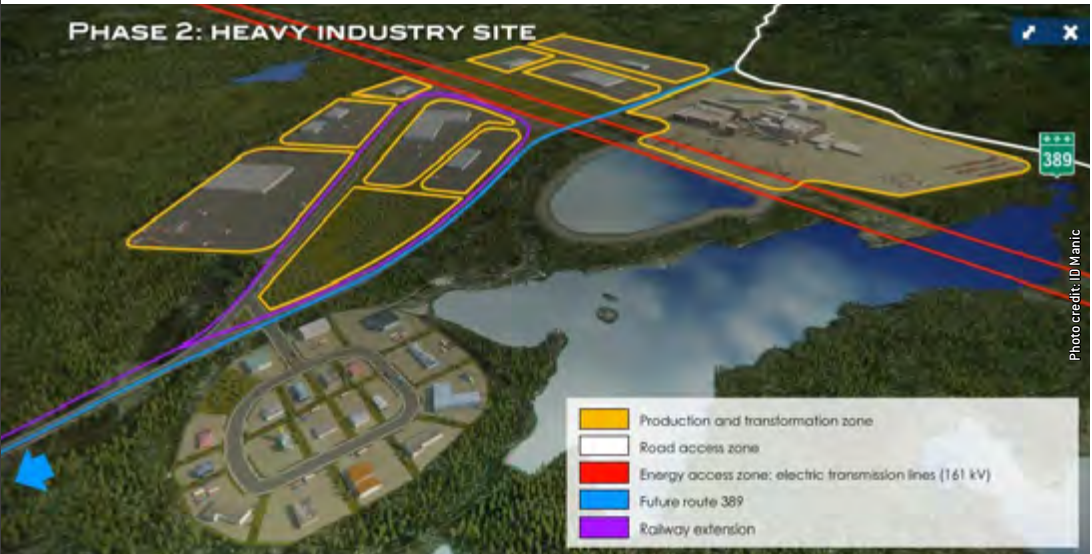 PHASE 2: HEAVY INDUSTRY SITE
389
Photo credit: ID Manic
Production and transformation zone
Road access zone
Energy access zone: electric transmission lines (161 kV)
Future route 389
Railway extension